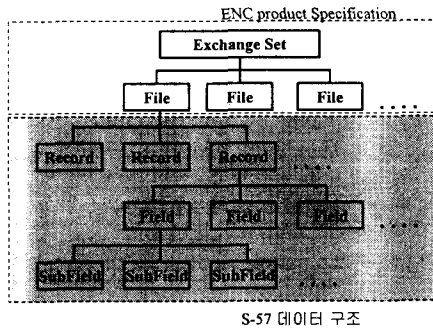 ENC product Specification
Exchange Set
File File File ....
Record Record Record ....
Field Field Field ....
SubField SubField SubField ....
S-57 데이터 구조